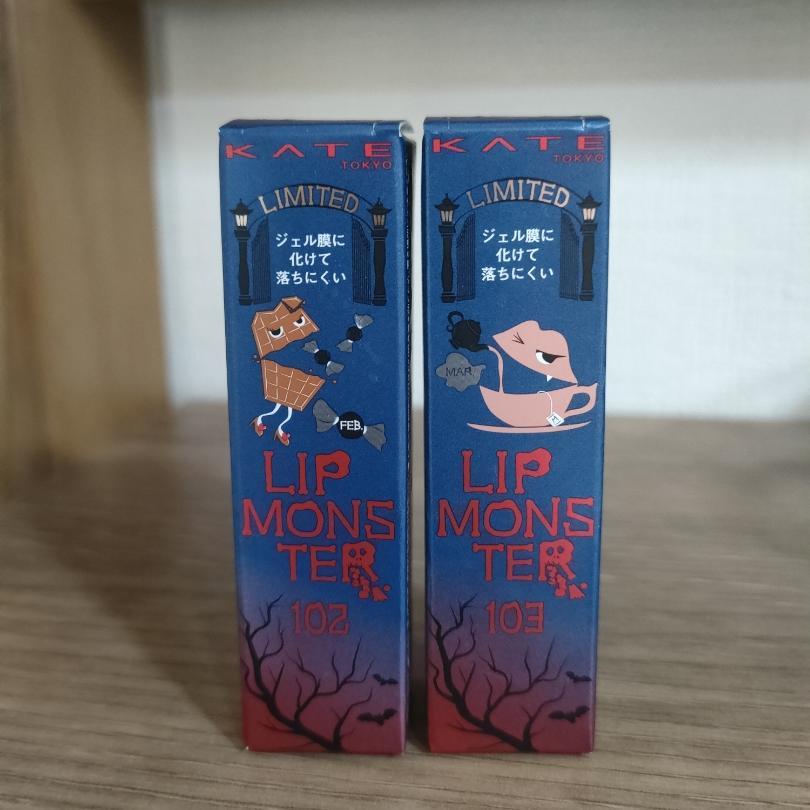 KATE
TOKYO
LIMITED
ジェル膜に
化けて
落ちにくい
FEB.
LIP
MONS
TER
102
KATE
TOKYO
LIMITED
ジェル膜に
化けて
落ちにくい
MAR.
M
LIP
MONS
TER
103